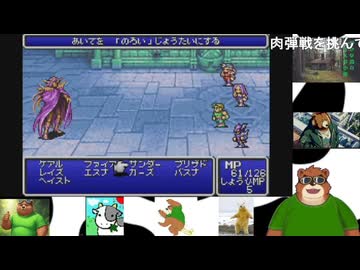 あいてを 「のろい」じょうたいにする
肉弾戦を挑んで
ケアル ファイア サンダー ブリザド
レイズ エスナ カーズ バスナ
ヘイスト
MP
61/126
しょうひMP
5